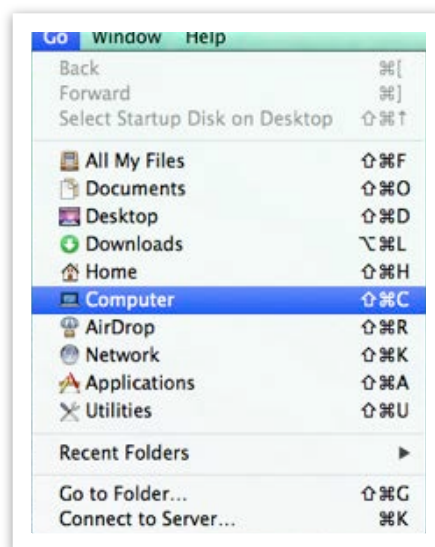 Go Window Help
Back ⌘[
Forward ⌘]
Select Startup Disk on Desktop ⇧⌘↑
All My Files ⇧⌘F
Documents ⇧⌘O
Desktop ⇧⌘D
Downloads ⌥⌘L
Home ⇧⌘H
Computer ⇧⌘C
AirDrop ⇧⌘R
Network ⇧⌘K
Applications ⇧⌘A
Utilities ⇧⌘U
Recent Folders ▶
Go to Folder... ⇧⌘G
Connect to Server... ⌘K